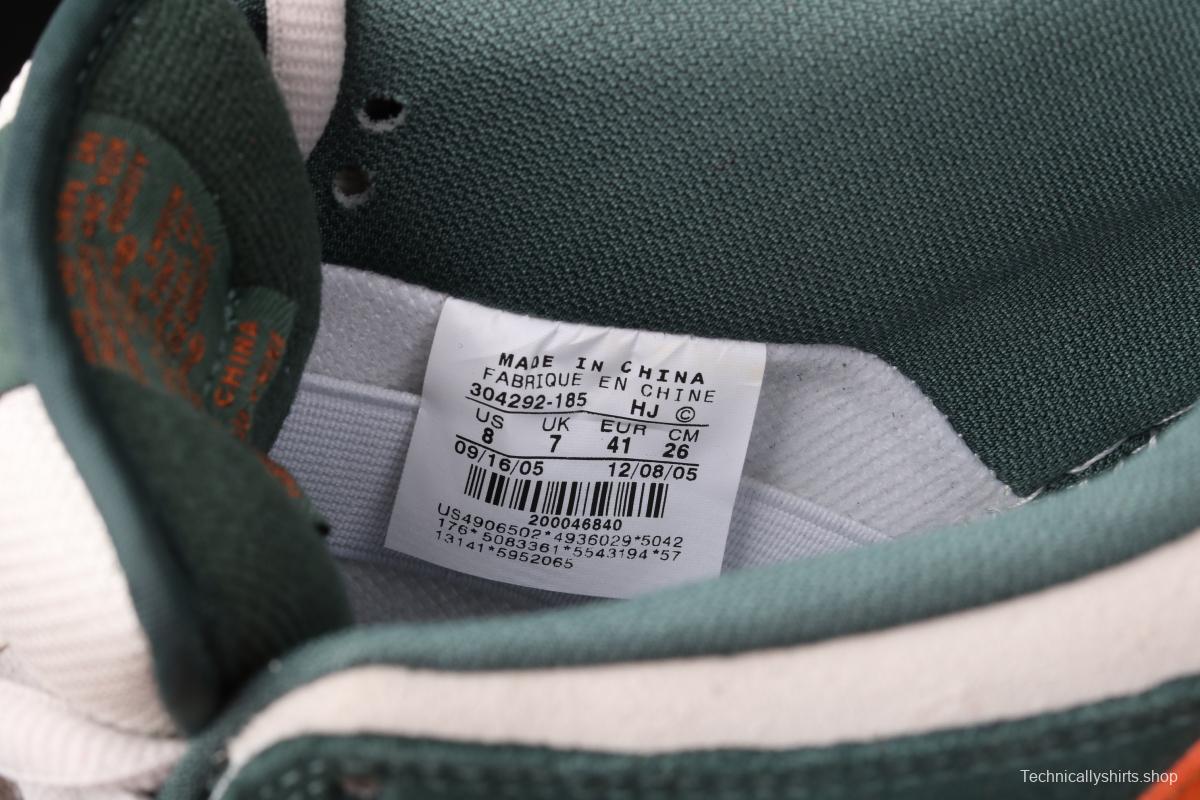 MADE IN CHINA
FABRIQUE EN CHINE
304292-185 HJ ©
US UK EUR CM
8 7 41 26
09/16/05 12/08/05
200046840
US4906502*4936029*5042
176*5083361*5543194*57
13141*5952065
CHINA
Technicallyshirts.shop